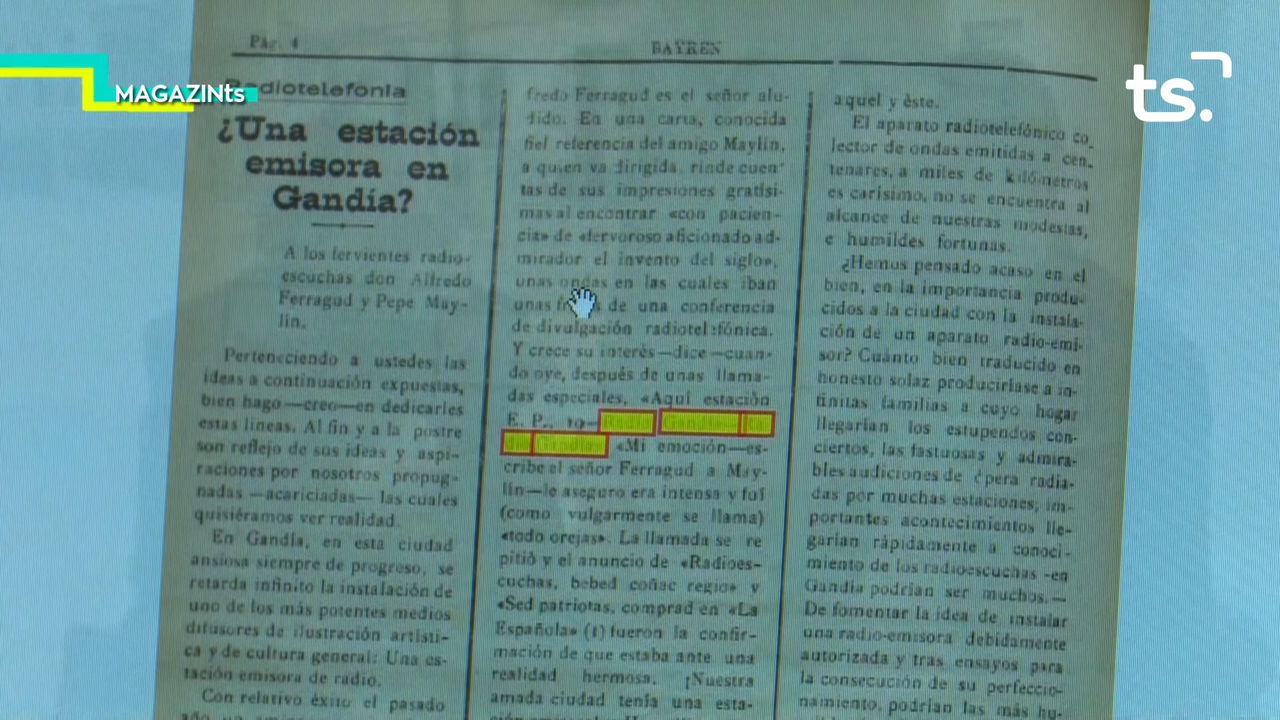 MAGAZINts
ts.
Pág. 4
BAYREN
Radiotelefonía
¿Una estación
emisora en
Gandía?
A los fervientes radio-
escuchas don Alfredo
Ferragud y Pepe May-
lín.
Perteneciendo a ustedes las
ideas a continuación expuestas,
bien hago—creo—en dedicarles
estas líneas. Al fin y a la postre
son reflejo de sus ideas y aspi-
raciones por nosotros propug-
nadas —acariciadas— las cuales
quisiéramos ver realidad.
En Gandía, en esta ciudad
ansiosa siempre de progreso, se
retarda infinito la instalación de
uno de los más potentes medios
difusores de ilustración artísti-
ca y de cultura general: Una es-
tación emisora de radio.
Con relativo éxito el pasado
fredo Ferragud es el señor alu-
dido. En una carta, conocida
fiel referencia del amigo Maylín,
a quien va dirigida, rinde cuen-
tas de sus impresiones gratísi-
mas al encontrar «con pacien-
cia» de «fervoroso aficionado ad-
mirador el invento del siglo»,
unas ondas en las cuales iban
unas de una conferencia
de divulgación radiotelefónica.
Y crece su interés—dice—cuan-
do oye, después de unas llama-
das especiales, «Aquí estación
E. P., 10—Radio Gandía—
de Gandía» «Mi emoción—es-
cribe el señor Ferragud a May-
lín—le aseguro era intensa y fuí
(como vulgarmente se llama)
«todo orejas». La llamada se re
pitió y el anuncio de «Radioes-
cuchas, bebed coñac regio» y
«Sed patriotas, comprad en «La
Española» (1) fueron la confir-
mación de que estaba ante una
realidad hermosa. ¡Nuestra
amada ciudad tenía una esta-
aquel y éste.
El aparato radiotelefónico co_
lector de ondas emitidas a cen-
tenares, a miles de kilómetros
es carísimo, no se encuentra al
alcance de nuestras modestas,
e humildes fortunas.
¿Hemos pensado acaso en el
bien, en la importancia produ-
cidos a la ciudad con la instala-
ción de un aparato radio-emi-
sor? Cuánto bien traducido en
honesto solaz produciríase a in-
finitas familias a cuyo hogar
llegarían los estupendos con-
ciertos, las fastuosas y admira-
bles audiciones de ópera radia-
das por muchas estaciones, im-
portantes acontecimientos lle-
garían rápidamente a conoci-
miento de los radioescuchas -en
Gandía podrían ser muchos.—
De fomentar la idea de instalar
una radio-emisora debidamente
autorizada y tras ensayos para
la consecución de su perfeccio-
namiento, podrían las más hu-